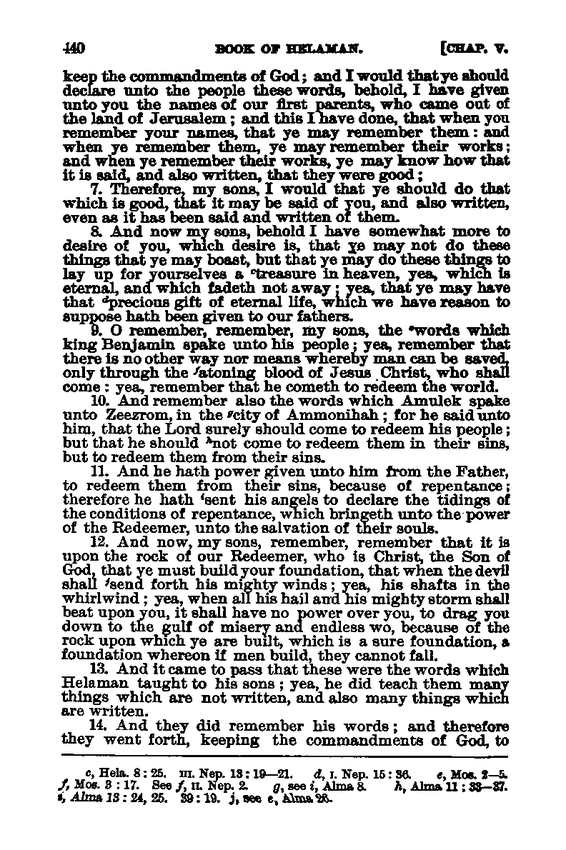 440 BOOK OF HELAMAN. [CHAP. V.
keep the commandments of God; and I would that ye should
declare unto the people these words, behold, I have given
unto you the names of our first parents, who came out of
the land of Jerusalem; and this I have done, that when you
remember your names, that ye may remember them: and
when ye remember them, ye may remember their works;
and when ye remember their works, ye may know how that
it is said, and also written, that they were good;
7. Therefore, my sons, I would that ye should do that
which is good, that it may be said of you, and also written,
even as it has been said and written of them.
8. And now my sons, behold I have somewhat more to
desire of you, which desire is, that ye may not do these
things that ye may boast, but that ye may do these things to
lay up for yourselves a ᶜtreasure in heaven, yea, which is
eternal, and which fadeth not away; yea, that ye may have
that ᵈprecious gift of eternal life, which we have reason to
suppose hath been given to our fathers.
9. O remember, remember, my sons, the ᵉwords which
king Benjamin spake unto his people; yea, remember that
there is no other way nor means whereby man can be saved,
only through the ᶠatoning blood of Jesus Christ, who shall
come: yea, remember that he cometh to redeem the world.
10. And remember also the words which Amulek spake
unto Zeezrom, in the ᵍcity of Ammonihah; for he said unto
him, that the Lord surely should come to redeem his people;
but that he should ʰnot come to redeem them in their sins,
but to redeem them from their sins.
11. And he hath power given unto him from the Father,
to redeem them from their sins, because of repentance;
therefore he hath ⁱsent his angels to declare the tidings of
the conditions of repentance, which bringeth unto the power
of the Redeemer, unto the salvation of their souls.
12. And now, my sons, remember, remember that it is
upon the rock of our Redeemer, who is Christ, the Son of
God, that ye must build your foundation, that when the devil
shall ʲsend forth his mighty winds; yea, his shafts in the
whirlwind; yea, when all his hail and his mighty storm shall
beat upon you, it shall have no power over you, to drag you
down to the gulf of misery and endless wo, because of the
rock upon which ye are built, which is a sure foundation, a
foundation whereon if men build, they cannot fall.
13. And it came to pass that these were the words which
Helaman taught to his sons; yea, he did teach them many
things which are not written, and also many things which
are written.
14. And they did remember his words; and therefore
they went forth, keeping the commandments of God, to
c, Hela. 8: 25. III. Nep. 13: 19—21. d, I. Nep. 15: 36. e, Mos. 2—5.
f, Mos. 3: 17. See f, II. Nep. 2. g, see i, Alma 8. h, Alma 11: 33—37.
i, Alma 13: 24, 25. 39: 19. j, see e, Alma 26.